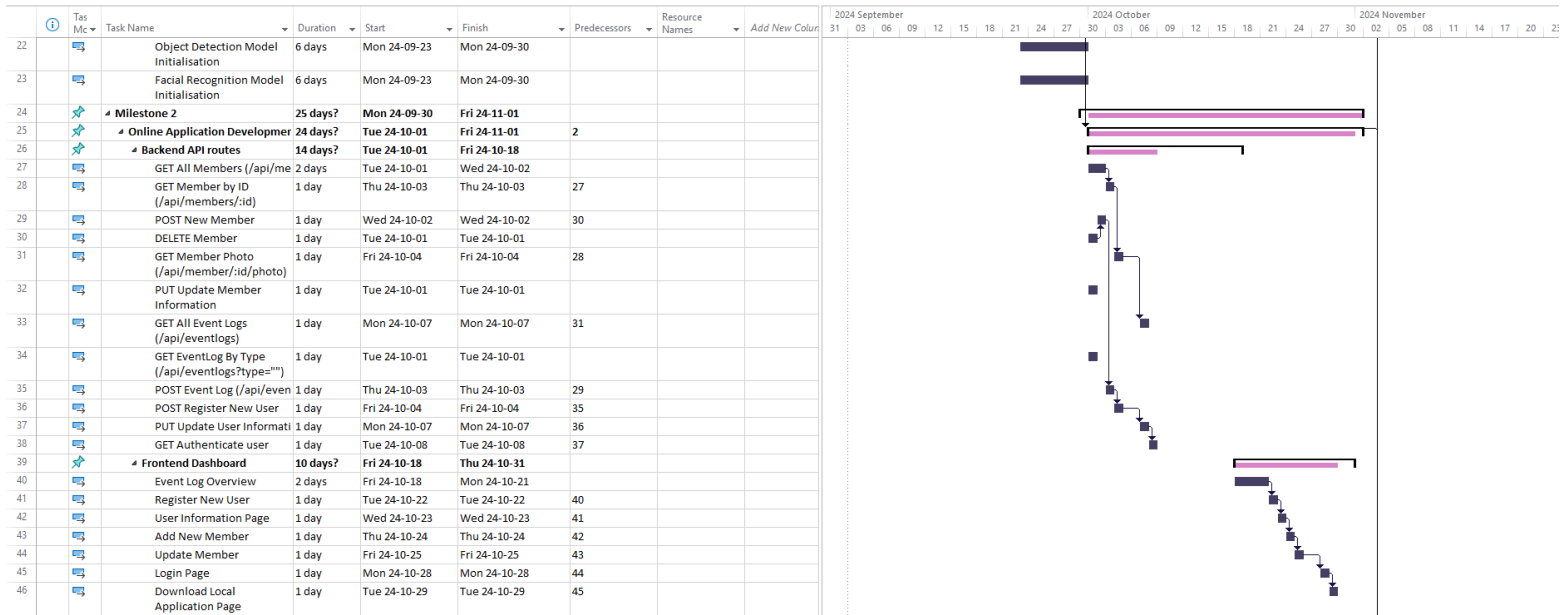 Tas Mc Task Name Duration Start Finish Predecessors Resource Names Add New Colur
2024 September 2024 October 2024 November
31 03 06 09 12 15 18 21 24 27 30 03 06 09 12 15 18 21 24 27 30 02 05 08 11 14 17 20 23
22 Object Detection Model 6 days Mon 24-09-23 Mon 24-09-30
Initialisation
23 Facial Recognition Model 6 days Mon 24-09-23 Mon 24-09-30
Initialisation
24 Milestone 2 25 days? Mon 24-09-30 Fri 24-11-01
25 Online Application Developmer 24 days? Tue 24-10-01 Fri 24-11-01 2
26 Backend API routes 14 days? Tue 24-10-01 Fri 24-10-18
27 GET All Members (/api/me 2 days Tue 24-10-01 Wed 24-10-02
28 GET Member by ID 1 day Thu 24-10-03 Thu 24-10-03 27
(/api/members/:id)
29 POST New Member 1 day Wed 24-10-02 Wed 24-10-02 30
30 DELETE Member 1 day Tue 24-10-01 Tue 24-10-01
31 GET Member Photo 1 day Fri 24-10-04 Fri 24-10-04 28
(/api/member/:id/photo)
32 PUT Update Member 1 day Tue 24-10-01 Tue 24-10-01
Information
33 GET All Event Logs 1 day Mon 24-10-07 Mon 24-10-07 31
(/api/eventlogs)
34 GET EventLog By Type 1 day Tue 24-10-01 Tue 24-10-01
(/api/eventlogs?type="")
35 POST Event Log (/api/even 1 day Thu 24-10-03 Thu 24-10-03 29
36 POST Register New User 1 day Fri 24-10-04 Fri 24-10-04 35
37 PUT Update User Informati 1 day Mon 24-10-07 Mon 24-10-07 36
38 GET Authenticate user 1 day Tue 24-10-08 Tue 24-10-08 37
39 Frontend Dashboard 10 days? Fri 24-10-18 Thu 24-10-31
40 Event Log Overview 2 days Fri 24-10-18 Mon 24-10-21
41 Register New User 1 day Tue 24-10-22 Tue 24-10-22 40
42 User Information Page 1 day Wed 24-10-23 Wed 24-10-23 41
43 Add New Member 1 day Thu 24-10-24 Thu 24-10-24 42
44 Update Member 1 day Fri 24-10-25 Fri 24-10-25 43
45 Login Page 1 day Mon 24-10-28 Mon 24-10-28 44
46 Download Local 1 day Tue 24-10-29 Tue 24-10-29 45
Application Page